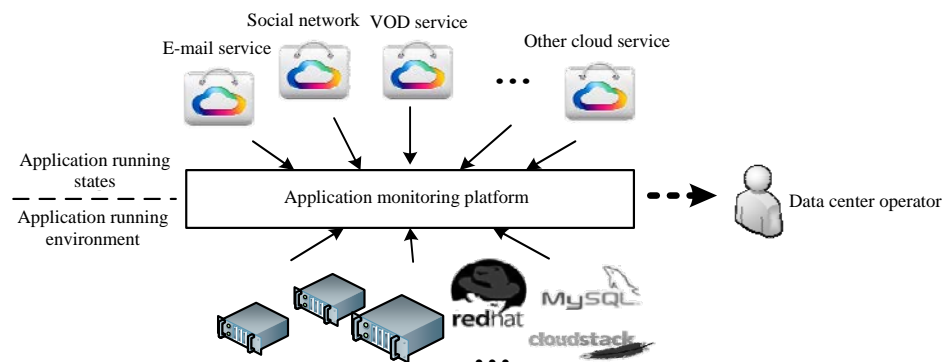 Social network
VOD service
E-mail service
Other cloud service
...
Application running
states
Application monitoring platform
Data center operator
Application running
environment
redhat
MySQL
cloudstack
...